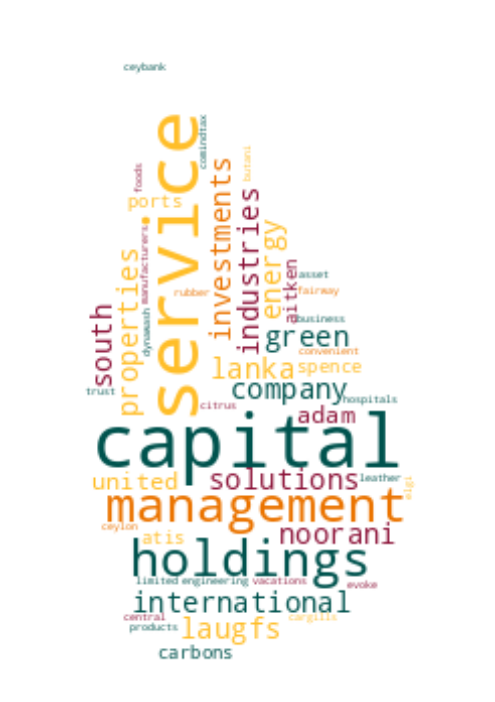 ceybank
service
comindtax
butani
foods
ports
investments
industries
manufacturers
properties
energy
aitken
asset
rubber
fairway
dynawash
south
business
green
convenient
lanka
spence
trust
company
hospitals
citrus
adam
capital
solutions
leather
united
elgi
management
ceylon
atis
noorani
holdings
limited
engineering
vacations
evoke
international
central
cargills
products
laugfs
carbons